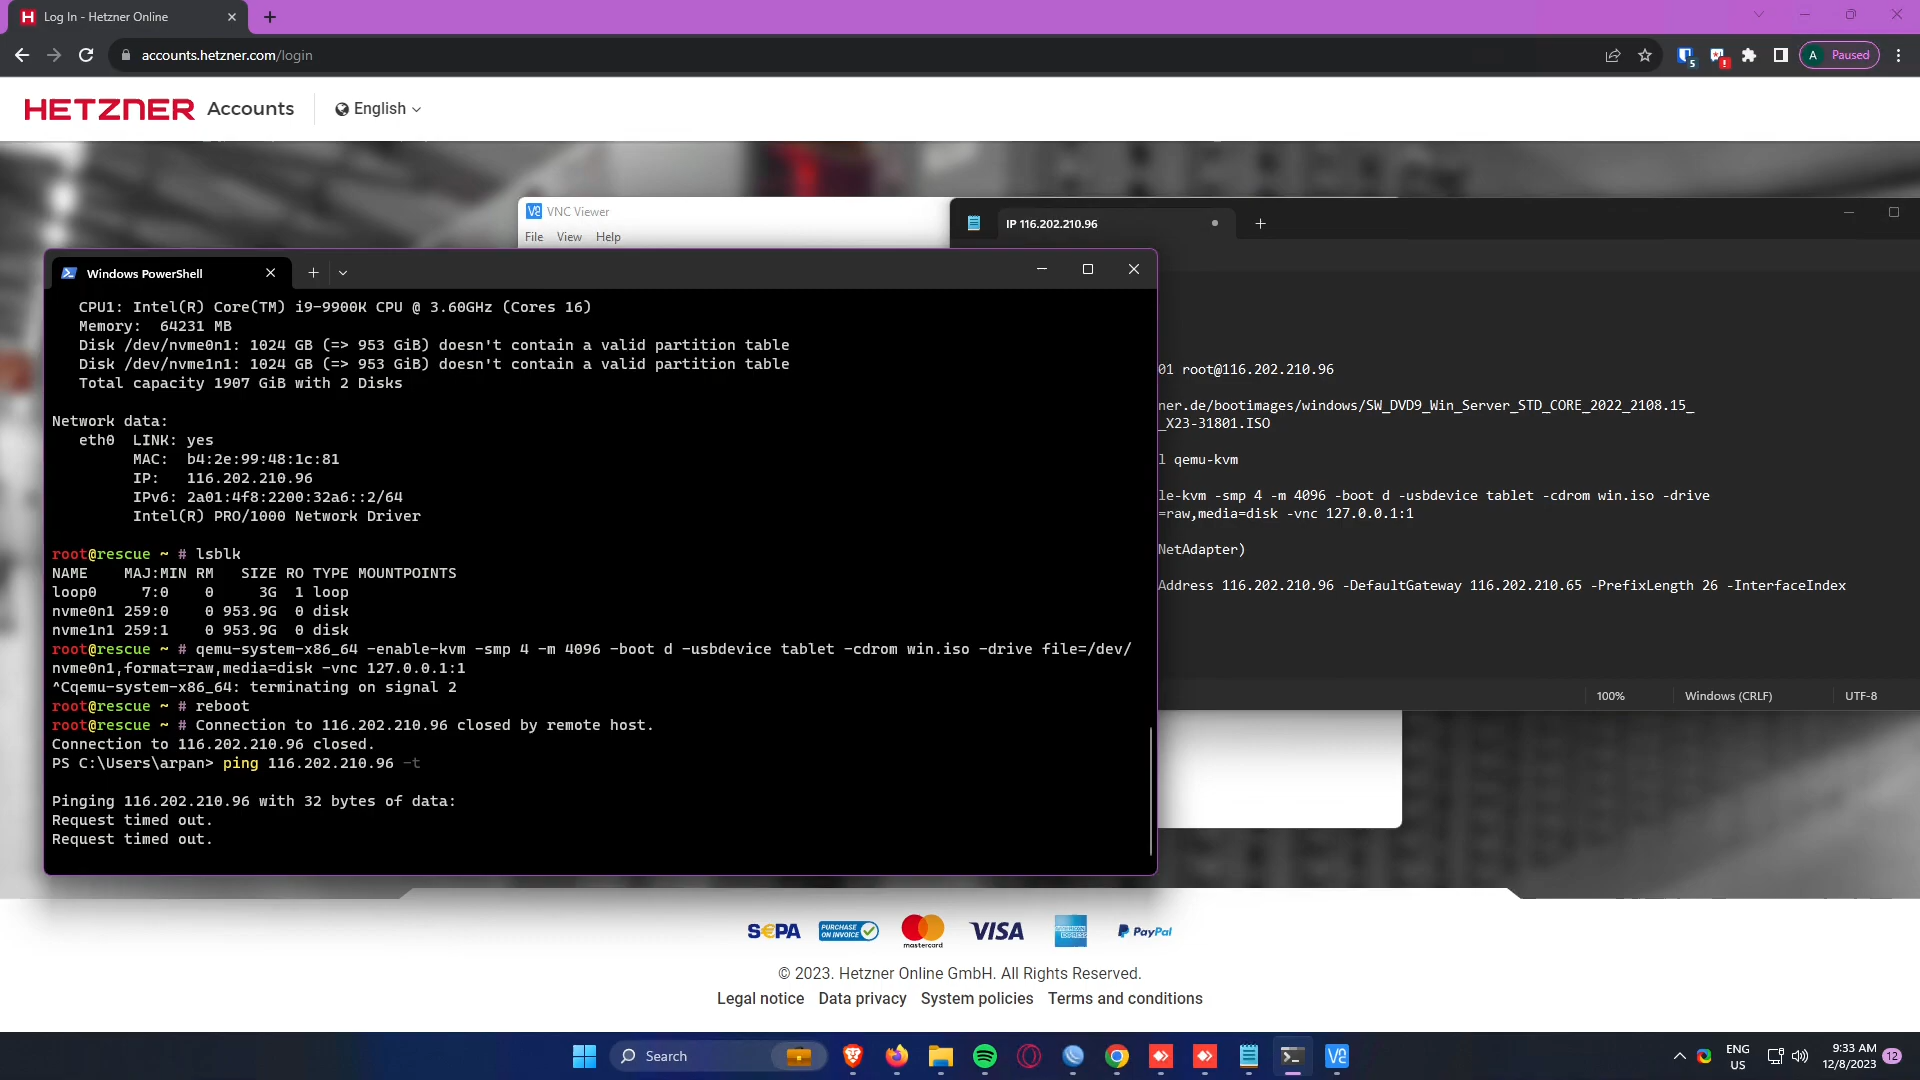 Log In - Hetzner Online
accounts.hetzner.com/login
5
A Paused
HETZNER Accounts English
VNC Viewer
File View Help
IP 116.202.210.96
Windows PowerShell
CPU1: Intel(R) Core(TM) i9-9900K CPU @ 3.60GHz (Cores 16)
Memory: 64231 MB
Disk /dev/nvme0n1: 1024 GB (=> 953 GiB) doesn't contain a valid partition table
Disk /dev/nvme1n1: 1024 GB (=> 953 GiB) doesn't contain a valid partition table
Total capacity 1907 GiB with 2 Disks
Network data:
eth0 LINK: yes
MAC: b4:2e:99:48:1c:81
IP: 116.202.210.96
IPv6: 2a01:4f8:2200:32a6::2/64
Intel(R) PRO/1000 Network Driver
root@rescue ~ # lsblk
NAME MAJ:MIN RM SIZE RO TYPE MOUNTPOINTS
loop0 7:0 0 3G 1 loop
nvme0n1 259:0 0 953.9G 0 disk
nvme1n1 259:1 0 953.9G 0 disk
root@rescue ~ # qemu-system-x86_64 -enable-kvm -smp 4 -m 4096 -boot d -usbdevice tablet -cdrom win.iso -drive file=/dev/
nvme0n1,format=raw,media=disk -vnc 127.0.0.1:1
^Cqemu-system-x86_64: terminating on signal 2
root@rescue ~ # reboot
root@rescue ~ # Connection to 116.202.210.96 closed by remote host.
Connection to 116.202.210.96 closed.
PS C:\Users\arpan> ping 116.202.210.96 -t
Pinging 116.202.210.96 with 32 bytes of data:
Request timed out.
Request timed out.
01 root@116.202.210.96
ner.de/bootimages/windows/SW_DVD9_Win_Server_STD_CORE_2022_2108.15_
_X23-31801.ISO
l qemu-kvm
le-kvm -smp 4 -m 4096 -boot d -usbdevice tablet -cdrom win.iso -drive
=raw,media=disk -vnc 127.0.0.1:1
NetAdapter)
Address 116.202.210.96 -DefaultGateway 116.202.210.65 -PrefixLength 26 -InterfaceIndex
100% Windows (CRLF) UTF-8
S€PA PURCHASE ON INVOICE mastercard VISA AMERICAN EXPRESS PayPal
© 2023. Hetzner Online GmbH. All Rights Reserved.
Legal notice Data privacy System policies Terms and conditions
Search
ENG
US
9:33 AM
12/8/2023
12